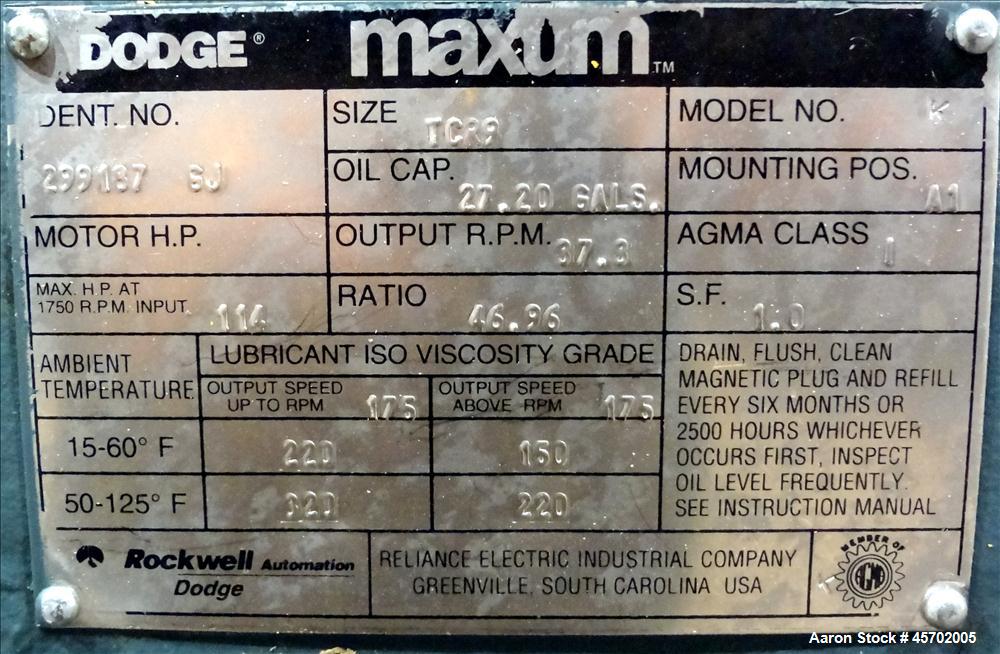 DODGE® maxum™
IDENT. NO.
299137 GJ
SIZE TCR9
MODEL NO. K
OIL CAP. 27.20 GALS.
MOUNTING POS. A1
MOTOR H.P.
OUTPUT R.P.M. 37.3
AGMA CLASS I
MAX. H.P. AT
1750 R.P.M. INPUT 114
RATIO 46.96
S.F. 1.0
AMBIENT
TEMPERATURE
LUBRICANT ISO VISCOSITY GRADE
OUTPUT SPEED
UP TO RPM 175
OUTPUT SPEED
ABOVE RPM 175
15-60° F 220 150
50-125° F 320 220
DRAIN, FLUSH, CLEAN
MAGNETIC PLUG AND REFILL
EVERY SIX MONTHS OR
2500 HOURS WHICHEVER
OCCURS FIRST, INSPECT
OIL LEVEL FREQUENTLY.
SEE INSTRUCTION MANUAL
Rockwell Automation
Dodge
RELIANCE ELECTRIC INDUSTRIAL COMPANY
GREENVILLE, SOUTH CAROLINA USA
MEMBER OF
AGMA
Aaron Stock # 45702005